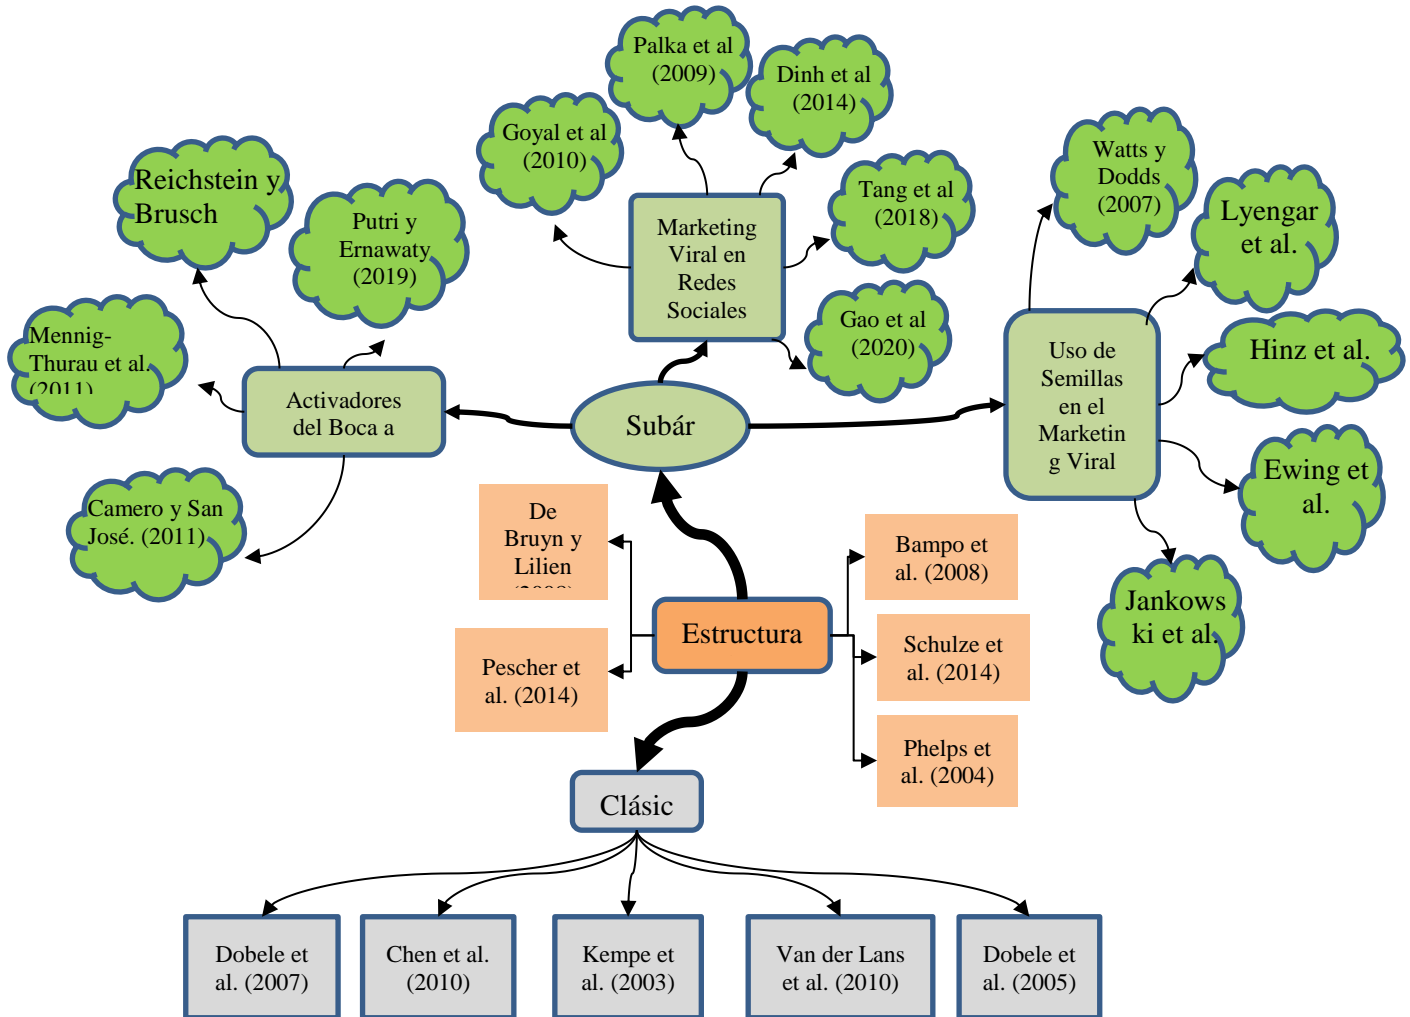 Palka et al
(2009)
Dinh et al
(2014)
Goyal et al
(2010)
Tang et al
(2018)
Gao et al
(2020)
Marketing
Viral en
Redes
Sociales
Reichstein y
Brusch
Putri y
Ernawaty
(2019)
Mennig-
Thurau et al.
(2011)
Camero y San
José. (2011)
Activadores
del Boca a
Subár
Watts y
Dodds
(2007)
Lyengar
et al.
Hinz et al.
Ewing et
al.
Jankows
ki et al.
Uso de
Semillas
en el
Marketin
g Viral
De
Bruyn y
Lilien
Pescher et
al. (2014)
Estructura
Bampo et
al. (2008)
Schulze et
al. (2014)
Phelps et
al. (2004)
Clásic
Dobele et
al. (2007)
Chen et al.
(2010)
Kempe et
al. (2003)
Van der Lans
et al. (2010)
Dobele et
al. (2005)